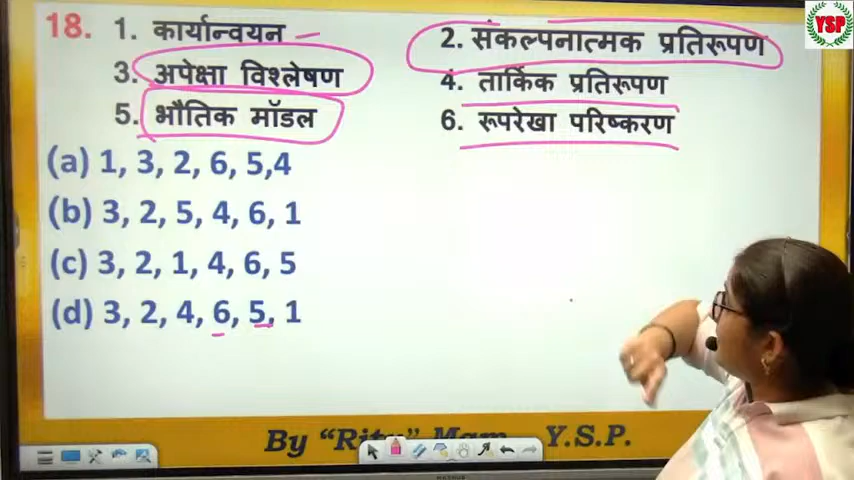 YSP
18. 1. कार्यान्वयन
2. संकल्पनात्मक प्रतिरूपण
3. अपेक्षा विश्लेषण
4. तार्किक प्रतिरूपण
5. भौतिक मॉडल
6. रूपरेखा परिष्करण
(a) 1, 3, 2, 6, 5,4
(b) 3, 2, 5, 4, 6, 1
(c) 3, 2, 1, 4, 6, 5
(d) 3, 2, 4, 6, 5, 1
By “Ritu” Mam Y.S.P.